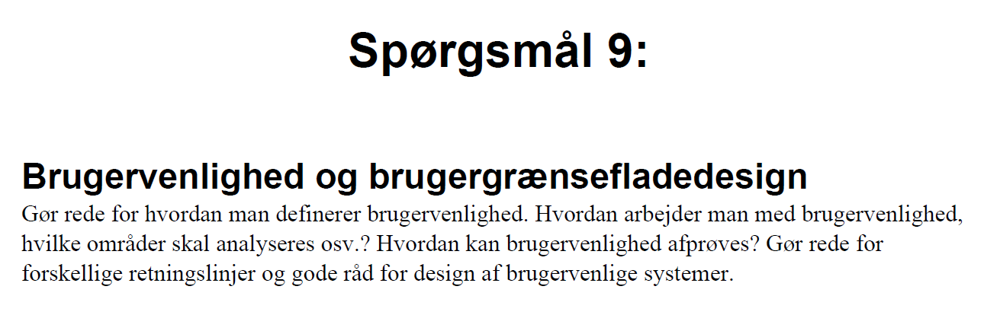 Spørgsmål 9:
Brugervenlighed og brugergrænsefladedesign
Gør rede for hvordan man definerer brugervenlighed. Hvordan arbejder man med brugervenlighed,
hvilke områder skal analyseres osv.? Hvordan kan brugervenlighed afprøves? Gør rede for
forskellige retningslinjer og gode råd for design af brugervenlige systemer.